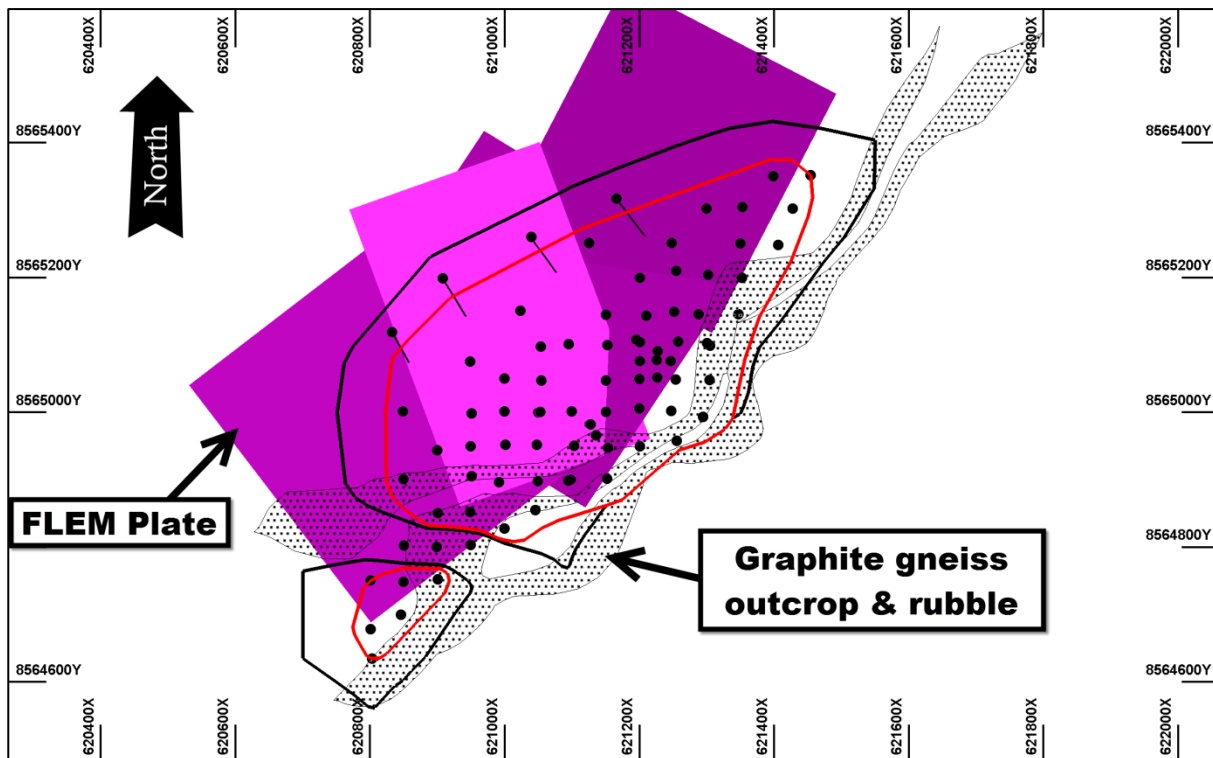 620400X
620600X
620800X
621000X
621200X
621400X
621600X
621800X
622000X
North
8565400Y
8565400Y
8565200Y
8565200Y
8565000Y
8565000Y
FLEM Plate
8564800Y
8564800Y
Graphite gneiss
outcrop & rubble
8564600Y
8564600Y
620400X
620600X
620800X
621000X
621200X
621400X
621600X
621800X
622000X